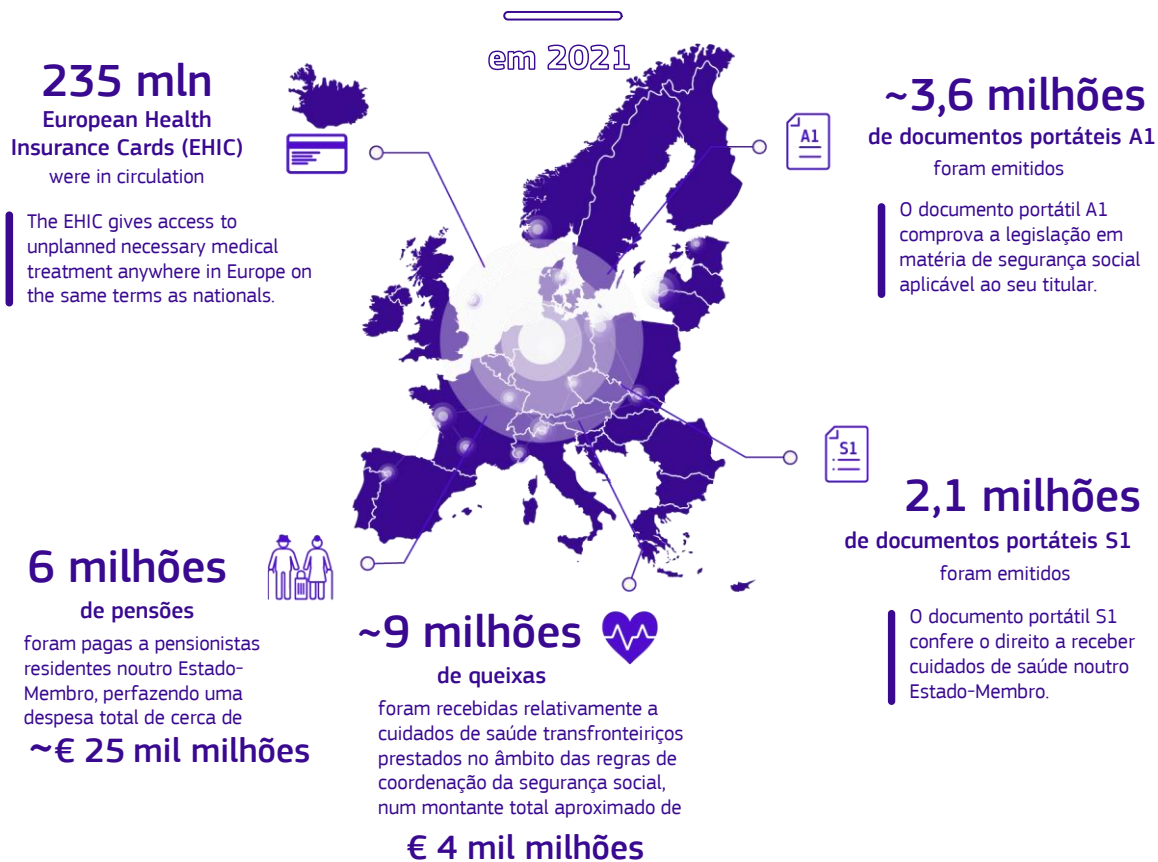 em 2021
235 mln
European Health
Insurance Cards (EHIC)
were in circulation
The EHIC gives access to
unplanned necessary medical
treatment anywhere in Europe on
the same terms as nationals.
A1
~3,6 milhões
de documentos portáteis A1
foram emitidos
O documento portátil A1
comprova a legislação em
matéria de segurança social
aplicável ao seu titular.
S1
2,1 milhões
de documentos portáteis S1
foram emitidos
O documento portátil S1
confere o direito a receber
cuidados de saúde noutro
Estado-Membro.
6 milhões
de pensões
foram pagas a pensionistas
residentes noutro Estado-
Membro, perfazendo uma
despesa total de cerca de
~€ 25 mil milhões
~9 milhões
de queixas
foram recebidas relativamente a
cuidados de saúde transfronteiriços
prestados no âmbito das regras de
coordenação da segurança social,
num montante total aproximado de
€ 4 mil milhões